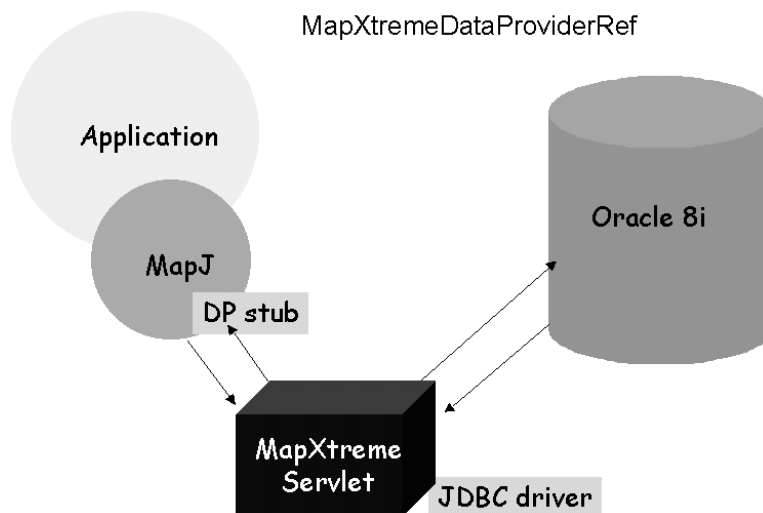 MapXtremeDataProviderRef
Application
Oracle 8i
MapJ
DP stub
MapXtreme
Servlet
JDBC driver